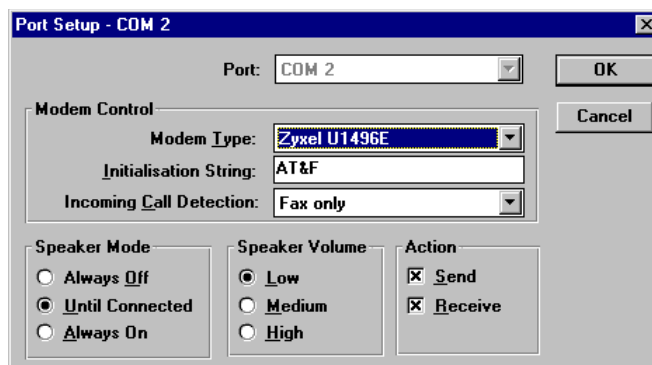 Port Setup - COM 2
Port: COM 2
OK
Modem Control
Cancel
Modem Type: Zyxel U1496E
Initialisation String: AT&F
Incoming Call Detection: Fax only
Speaker Mode
Always Off
Until Connected
Always On
Speaker Volume
Low
Medium
High
Action
Send
Receive